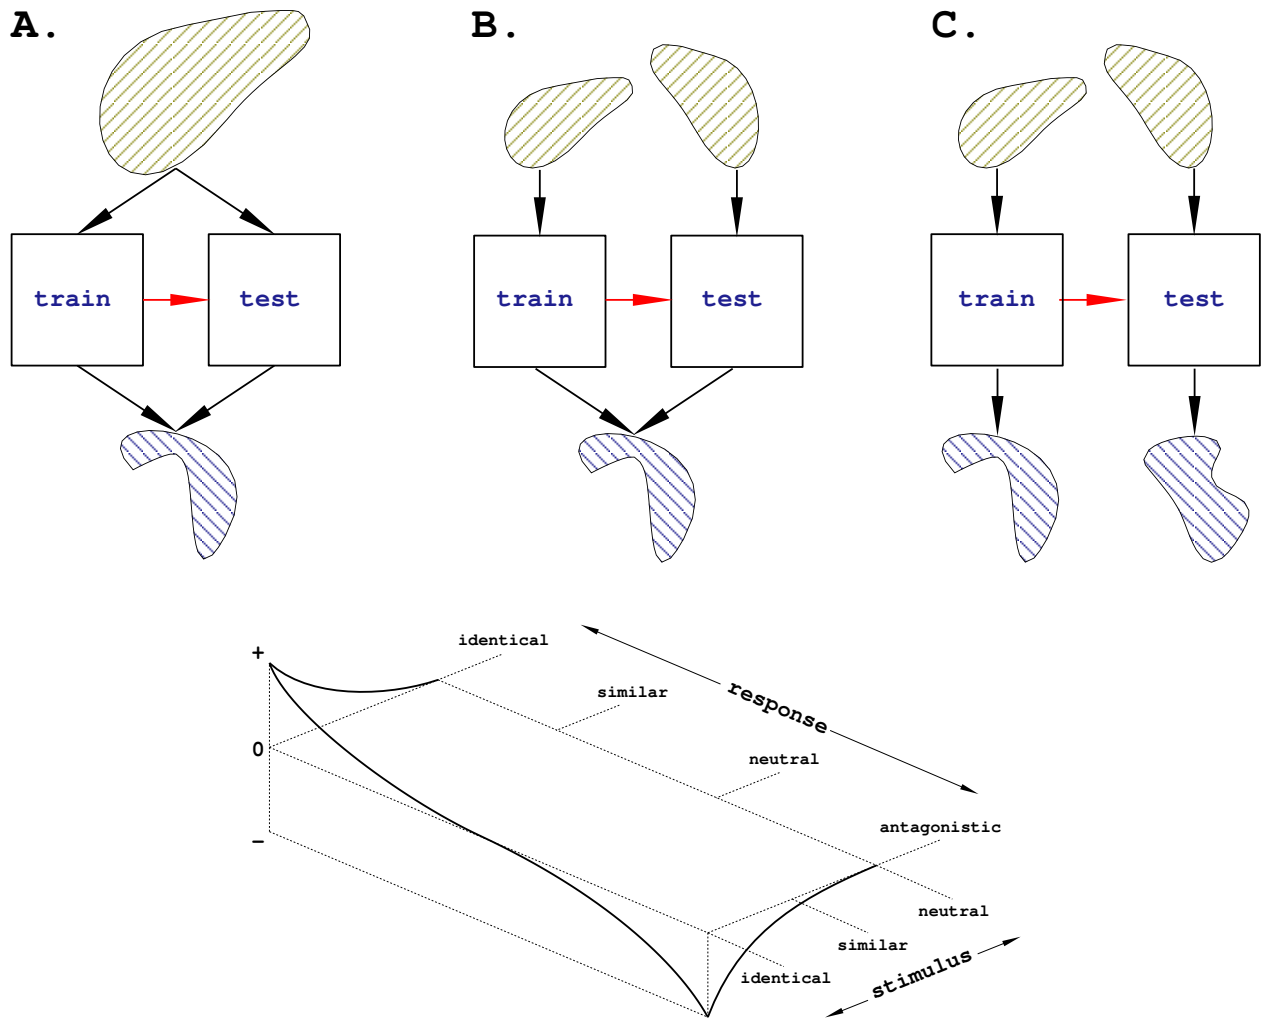 A.
B.
C.
train
test
train
test
train
test
+
0
−
identical
similar
neutral
antagonistic
response
neutral
similar
identical
stimulus